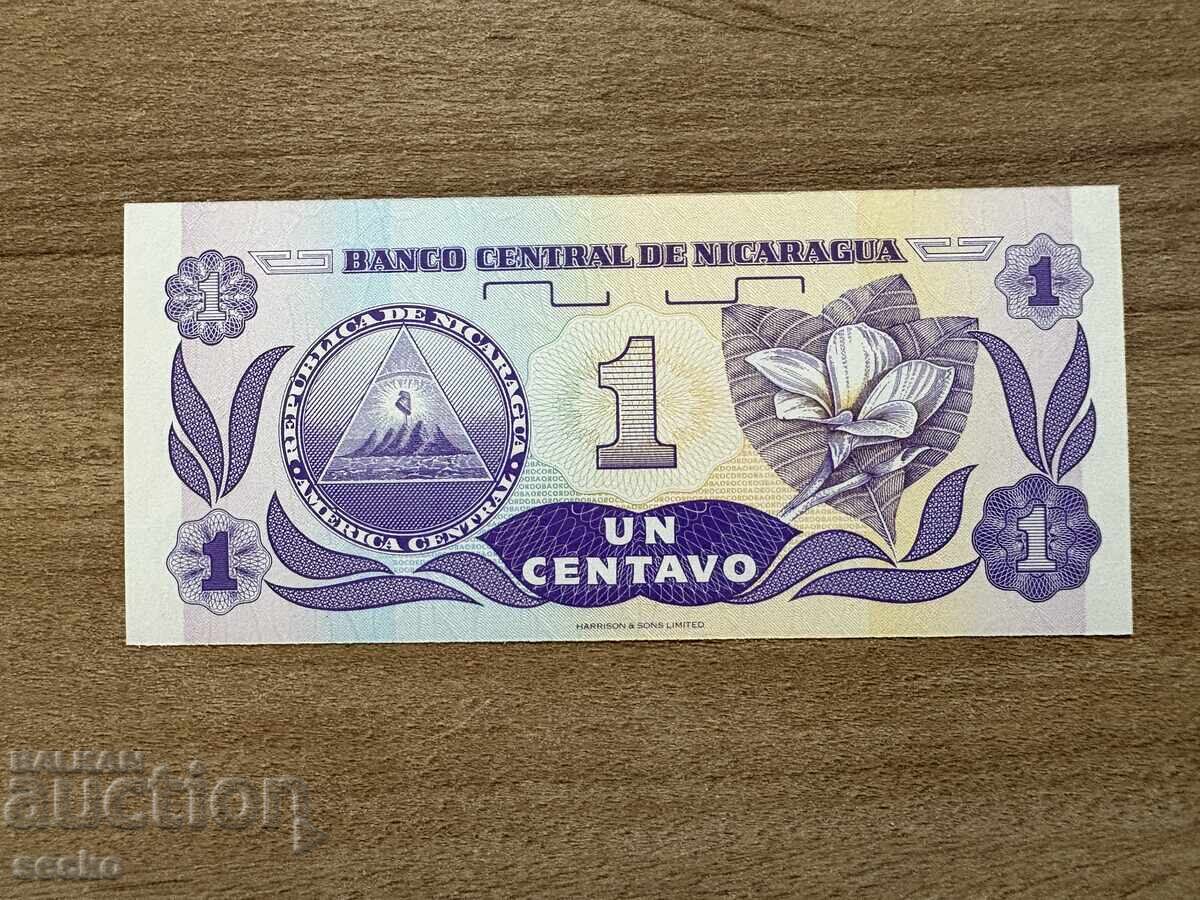 BANCO CENTRAL DE NICARAGUA
1
1
REPÚBLICA DE NICARAGUA
AMERICA CENTRAL
1
1
1
UN
CENTAVO
HARRISON & SONS LIMITED
BALKAN
auction
secko